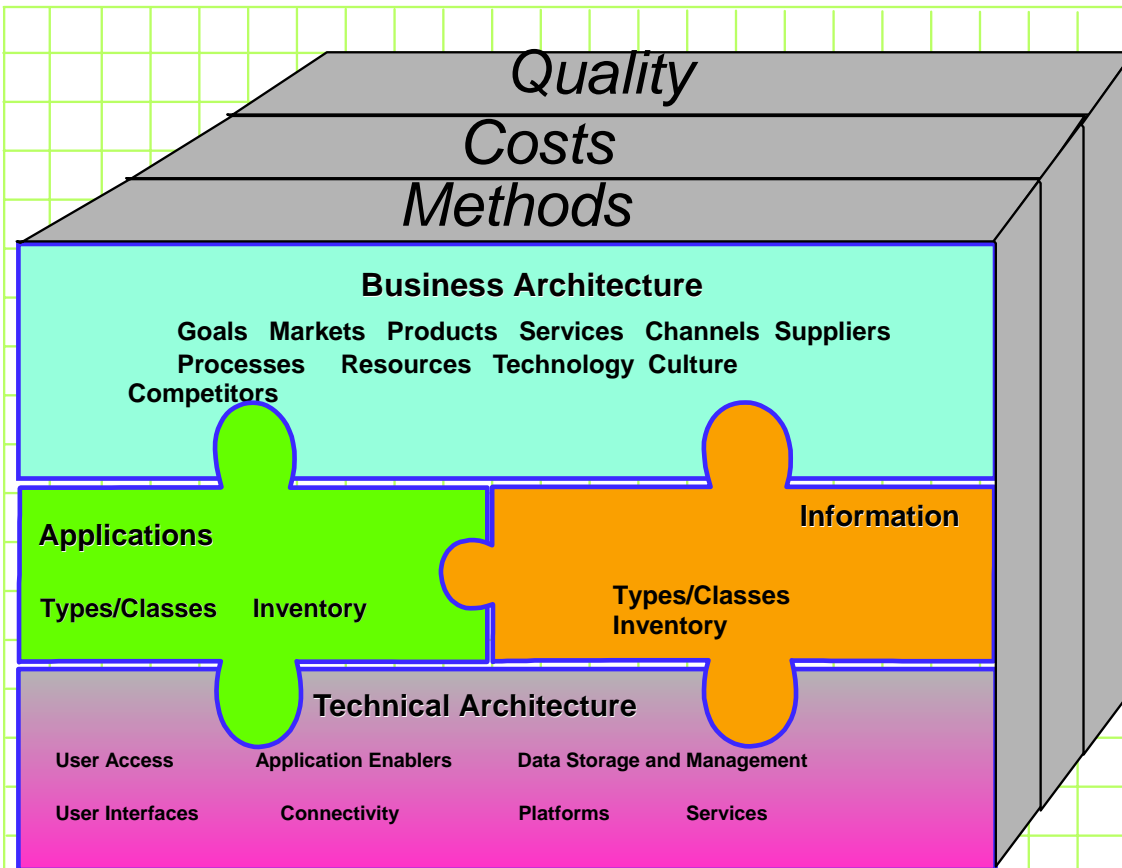 Quality
Costs
Methods
Business Architecture
Goals Markets Products Services Channels Suppliers
Processes Resources Technology Culture
Competitors
Applications
Types/Classes Inventory
Information
Types/Classes
Inventory
Technical Architecture
User Access Application Enablers Data Storage and Management
User Interfaces Connectivity Platforms Services